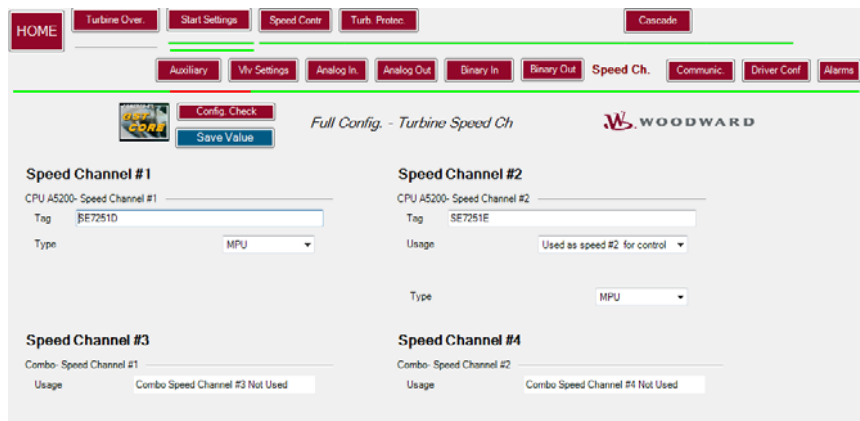 HOME
Turbine Over.
Start Settings
Speed Contr
Turb. Protec.
Cascade
Auxiliary
Vlv Settings
Analog In.
Analog Out
Binary In
Binary Out
Speed Ch.
Communic.
Driver Conf
Alarms
OST
CORE
Config. Check
Save Value
Full Config. - Turbine Speed Ch
WOODWARD
Speed Channel #1
CPU A5200- Speed Channel #1
Tag SE7251D
Type MPU
Speed Channel #2
CPU A5200- Speed Channel #2
Tag SE7251E
Usage Used as speed #2 for control
Type MPU
Speed Channel #3
Combo- Speed Channel #1
Usage Combo Speed Channel #3 Not Used
Speed Channel #4
Combo- Speed Channel #2
Usage Combo Speed Channel #4 Not Used